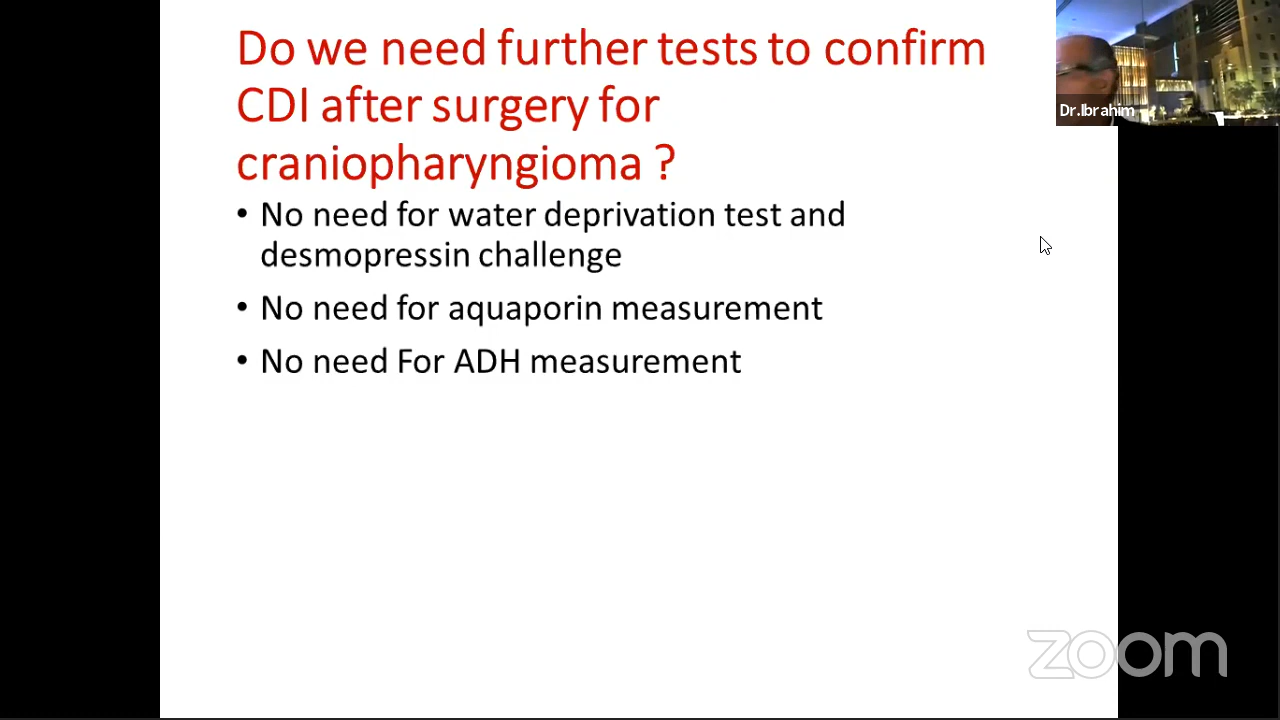 Do we need further tests to confirm
CDI after surgery for
craniopharyngioma ?
• No need for water deprivation test and
desmopressin challenge
• No need for aquaporin measurement
• No need For ADH measurement
Dr.Ibrahim
zoom